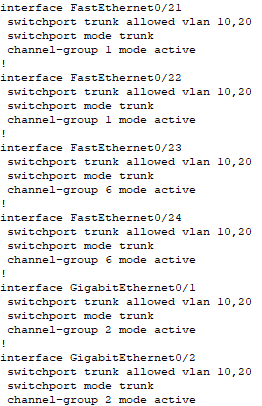 interface FastEthernet0/21
 switchport trunk allowed vlan 10,20
 switchport mode trunk
 channel-group 1 mode active
!
interface FastEthernet0/22
 switchport trunk allowed vlan 10,20
 switchport mode trunk
 channel-group 1 mode active
!
interface FastEthernet0/23
 switchport trunk allowed vlan 10,20
 switchport mode trunk
 channel-group 6 mode active
!
interface FastEthernet0/24
 switchport trunk allowed vlan 10,20
 switchport mode trunk
 channel-group 6 mode active
!
interface GigabitEthernet0/1
 switchport trunk allowed vlan 10,20
 switchport mode trunk
 channel-group 2 mode active
!
interface GigabitEthernet0/2
 switchport trunk allowed vlan 10,20
 switchport mode trunk
 channel-group 2 mode active